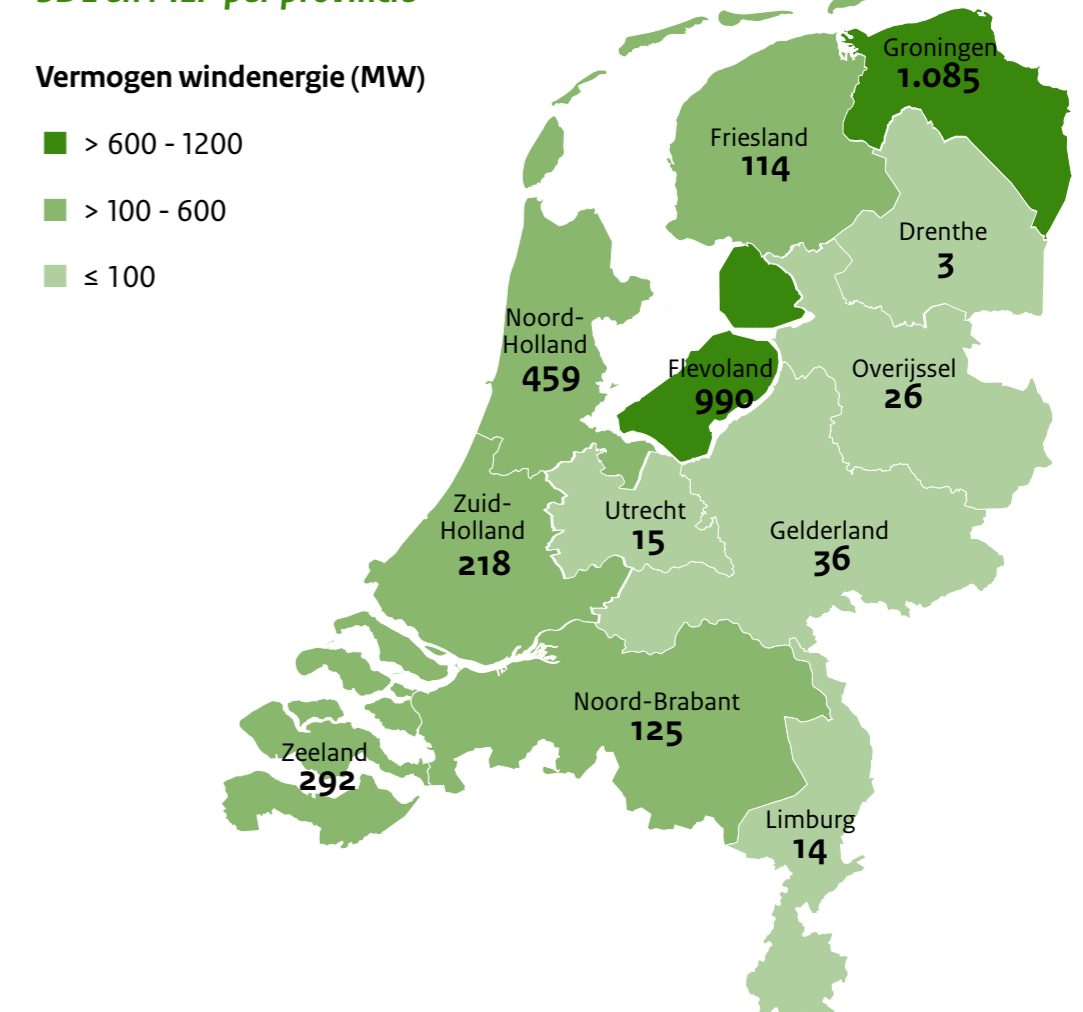 Vermogen windenergie (MW)
> 600 - 1200
> 100 - 600
≤ 100
Groningen
1.085
Friesland
114
Drenthe
3
Noord-
Holland
459
Flevoland
990
Overijssel
26
Zuid-
Holland
218
Utrecht
15
Gelderland
36
Noord-Brabant
125
Zeeland
292
Limburg
14